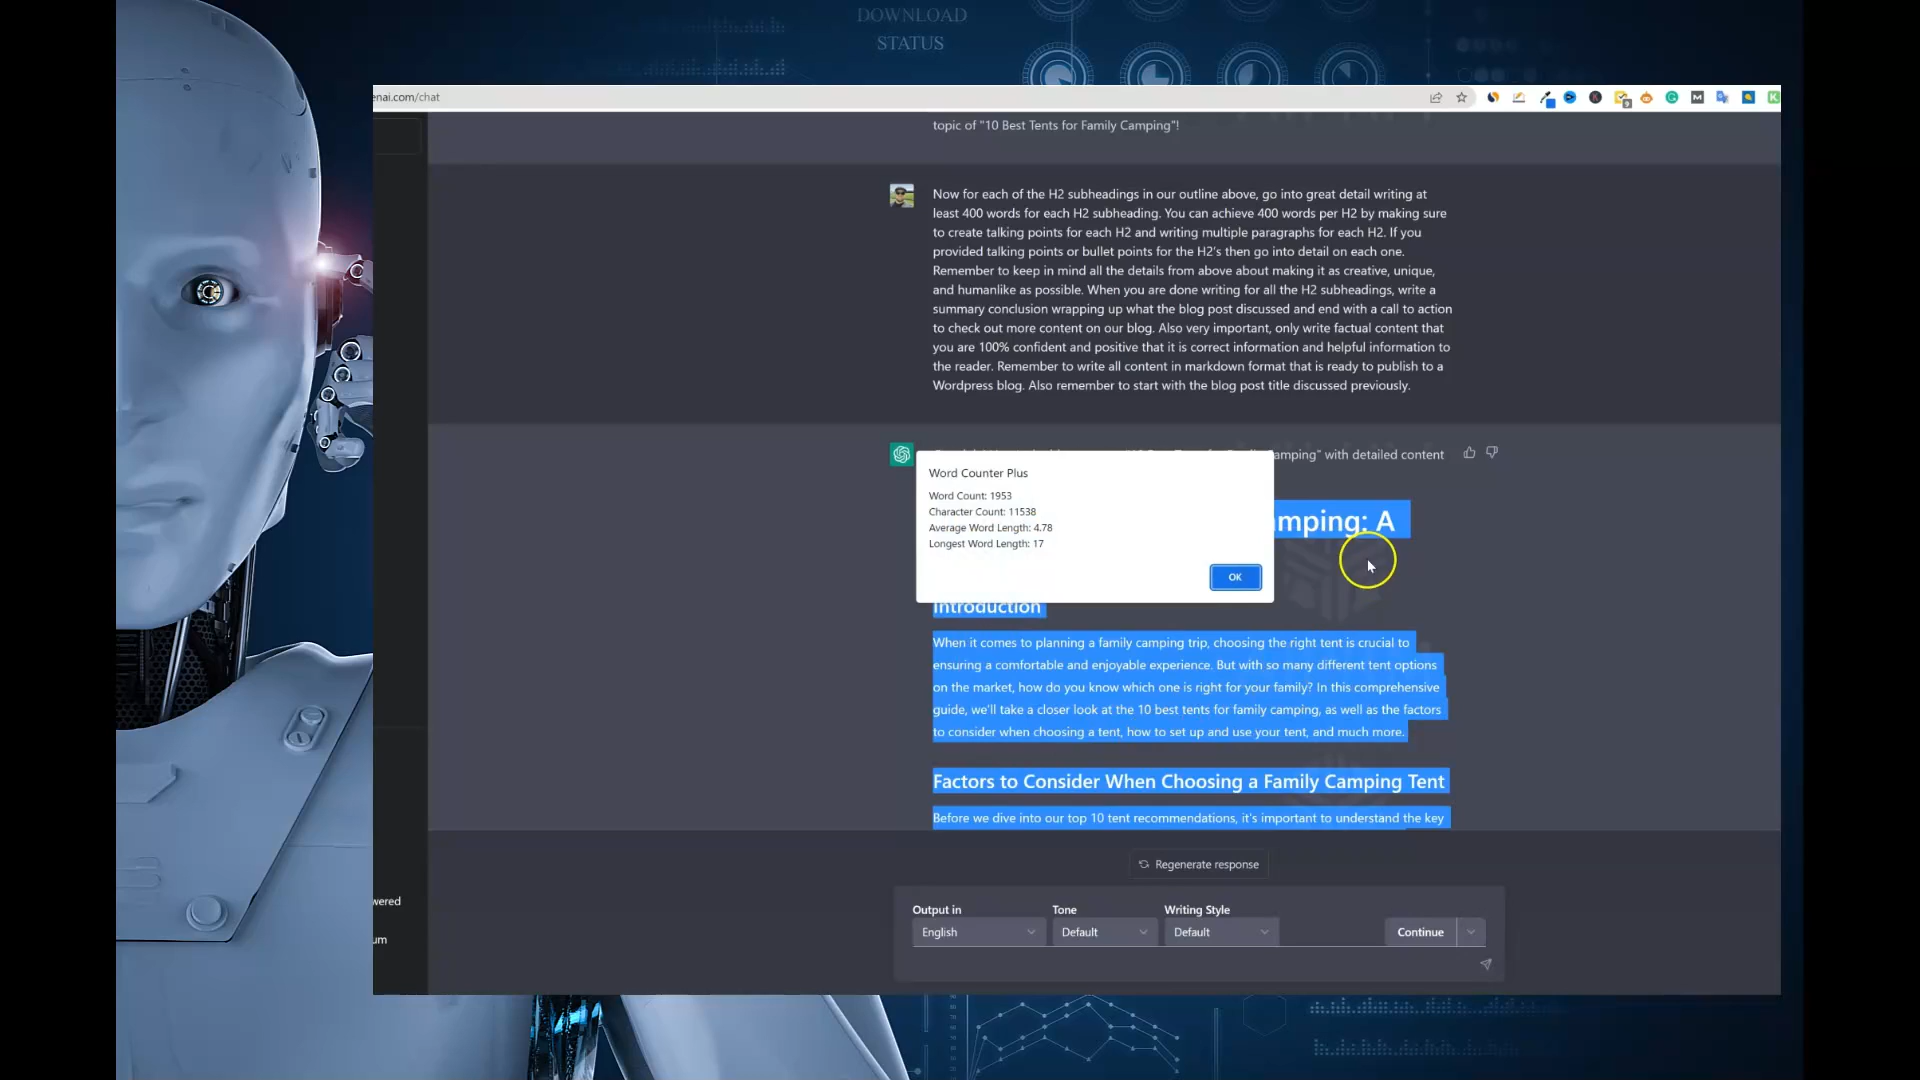 DOWNLOAD
STATUS
enai.com/chat
topic of "10 Best Tents for Family Camping"!
Now for each of the H2 subheadings in our outline above, go into great detail writing at
least 400 words for each H2 subheading. You can achieve 400 words per H2 by making sure
to create talking points for each H2 and writing multiple paragraphs for each H2. If you
provided talking points or bullet points for the H2's then go into detail on each one.
Remember to keep in mind all the details from above about making it as creative, unique,
and humanlike as possible. When you are done writing for all the H2 subheadings, write a
summary conclusion wrapping up what the blog post discussed and end with a call to action
to check out more content on our blog. Also very important, only write factual content that
you are 100% confident and positive that it is correct information and helpful information to
the reader. Remember to write all content in markdown format that is ready to publish to a
Wordpress blog. Also remember to start with the blog post title discussed previously.
amping" with detailed content
Word Counter Plus
Word Count: 1953
Character Count: 11538
Average Word Length: 4.78
Longest Word Length: 17
OK
amping: A
Introduction
When it comes to planning a family camping trip, choosing the right tent is crucial to
ensuring a comfortable and enjoyable experience. But with so many different tent options
on the market, how do you know which one is right for your family? In this comprehensive
guide, we'll take a closer look at the 10 best tents for family camping, as well as the factors
to consider when choosing a tent, how to set up and use your tent, and much more.
Factors to Consider When Choosing a Family Camping Tent
Before we dive into our top 10 tent recommendations, it's important to understand the key
Regenerate response
wered
um
Output in
Tone
Writing Style
English
Default
Default
Continue